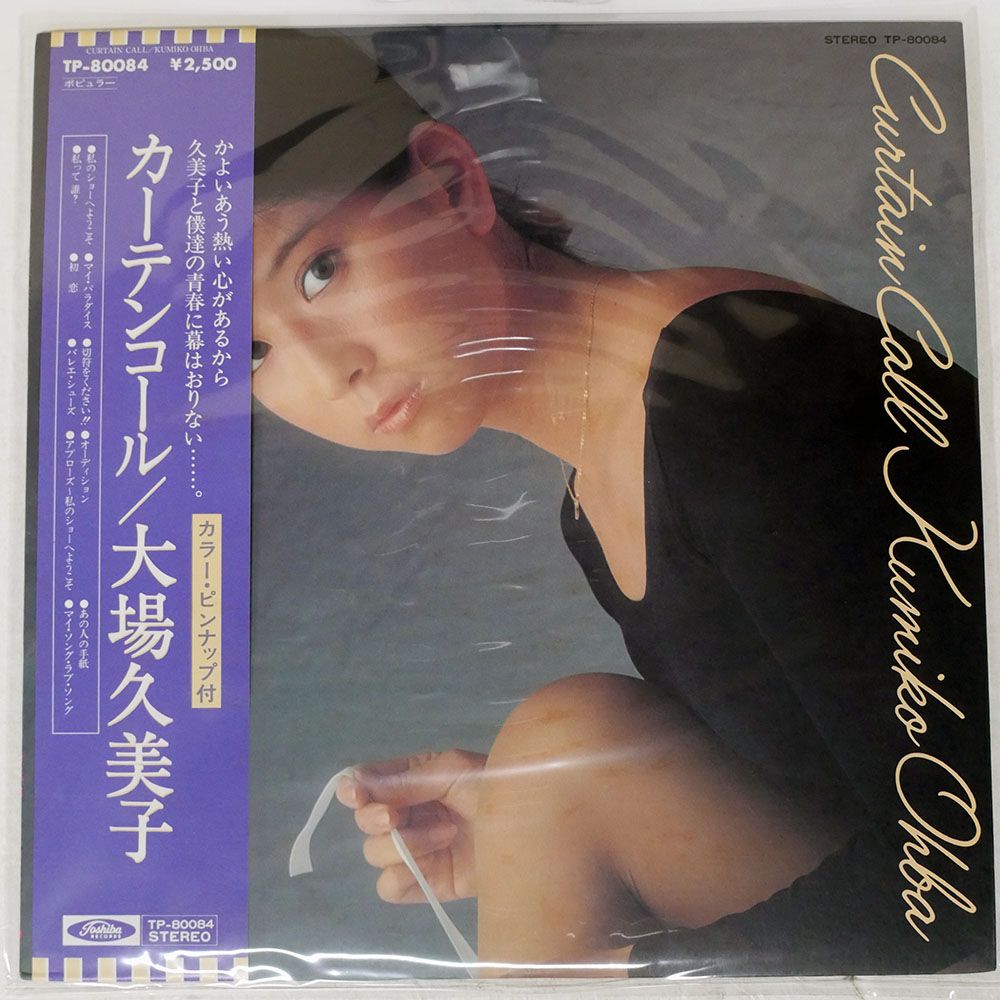 CURTAIN CALL/KUMIKO OHBA
TP-80084 ¥2,500
ポピュラー
STEREO TP-80084
Curtain Call Kumiko Ohba
かよいあう熱い心があるから
久美子と僕達の青春に幕はおりない……。
カラー・ピンナップ付
カーテンコール/大場久美子
●私のショーへようこそ ●マイ・パラダイス ●切符をください!! ●オーディション ●あの人の手紙
●私って誰? ●初恋 ●バレエ・シューズ ●アプローズ〜私のショーへようこそ ●マイ・ソング・ラブ・ソング
Toshiba
RECORDS
TP-80084
STEREO